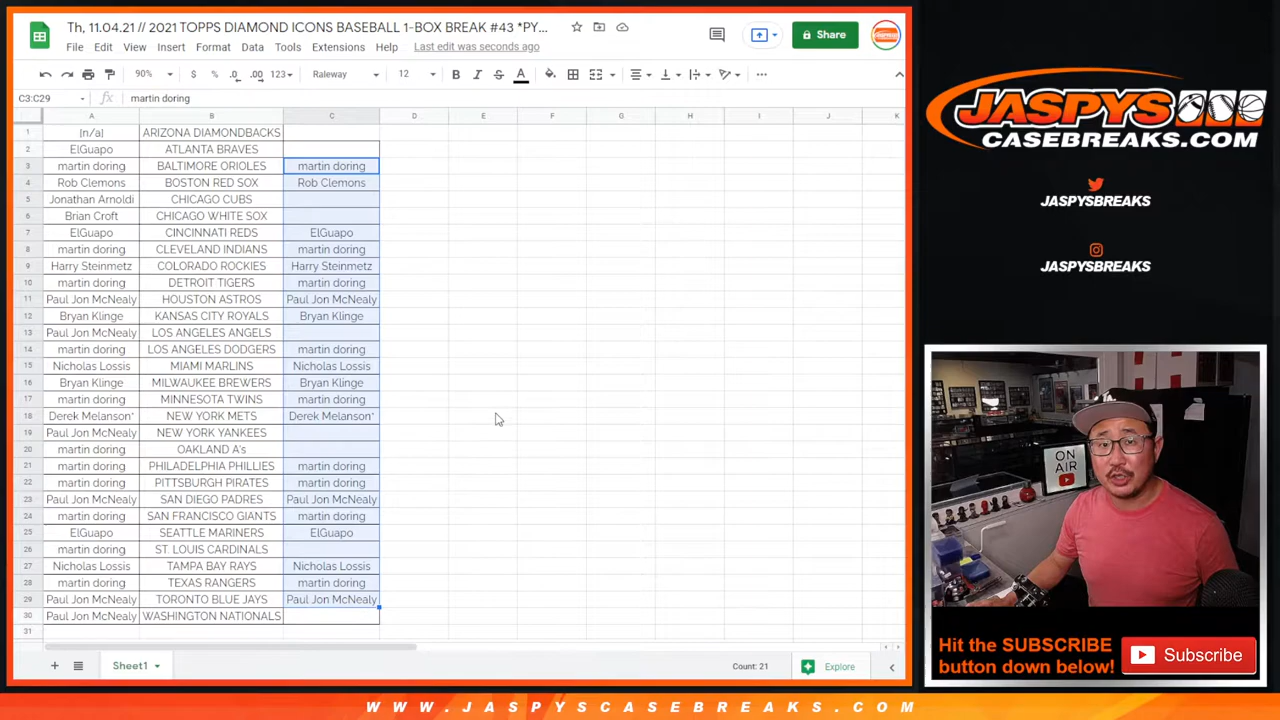 Th, 11.04.21 // 2021 TOPPS DIAMOND ICONS BASEBALL 1-BOX BREAK #43 *PY
File Edit View Insert Format Data Tools Extensions Help Last edit was seconds ago
Share
90% $ % .0 .00 123 Raleway 12 B I S A
C3:C29 fx martin doring
A B C D E F G H I J K
1 [n/a] ARIZONA DIAMONDBACKS
2 ElGuapo ATLANTA BRAVES
3 martin doring BALTIMORE ORIOLES martin doring
4 Rob Clemons BOSTON RED SOX Rob Clemons
5 Jonathan Arnoldi CHICAGO CUBS
6 Brian Croft CHICAGO WHITE SOX
7 ElGuapo CINCINNATI REDS ElGuapo
8 martin doring CLEVELAND INDIANS martin doring
9 Harry Steinmetz COLORADO ROCKIES Harry Steinmetz
10 martin doring DETROIT TIGERS martin doring
11 Paul Jon McNealy HOUSTON ASTROS Paul Jon McNealy
12 Bryan Klinge KANSAS CITY ROYALS Bryan Klinge
13 Paul Jon McNealy LOS ANGELES ANGELS
14 martin doring LOS ANGELES DODGERS martin doring
15 Nicholas Lossis MIAMI MARLINS Nicholas Lossis
16 Bryan Klinge MILWAUKEE BREWERS Bryan Klinge
17 martin doring MINNESOTA TWINS martin doring
18 Derek Melanson* NEW YORK METS Derek Melanson*
19 Paul Jon McNealy NEW YORK YANKEES
20 martin doring OAKLAND A's
21 martin doring PHILADELPHIA PHILLIES martin doring
22 martin doring PITTSBURGH PIRATES martin doring
23 Paul Jon McNealy SAN DIEGO PADRES Paul Jon McNealy
24 martin doring SAN FRANCISCO GIANTS martin doring
25 ElGuapo SEATTLE MARINERS ElGuapo
26 martin doring ST. LOUIS CARDINALS
27 Nicholas Lossis TAMPA BAY RAYS Nicholas Lossis
28 martin doring TEXAS RANGERS martin doring
29 Paul Jon McNealy TORONTO BLUE JAYS Paul Jon McNealy
30 Paul Jon McNealy WASHINGTON NATIONALS
31
Sheet1 Count: 21 Explore
JASPYS
CASEBREAKS.COM
JASPYSBREAKS
JASPYSBREAKS
ON
AIR
Hit the SUBSCRIBE
button down below!
Subscribe
WWW.JASPYSCASEBREAKS.COM